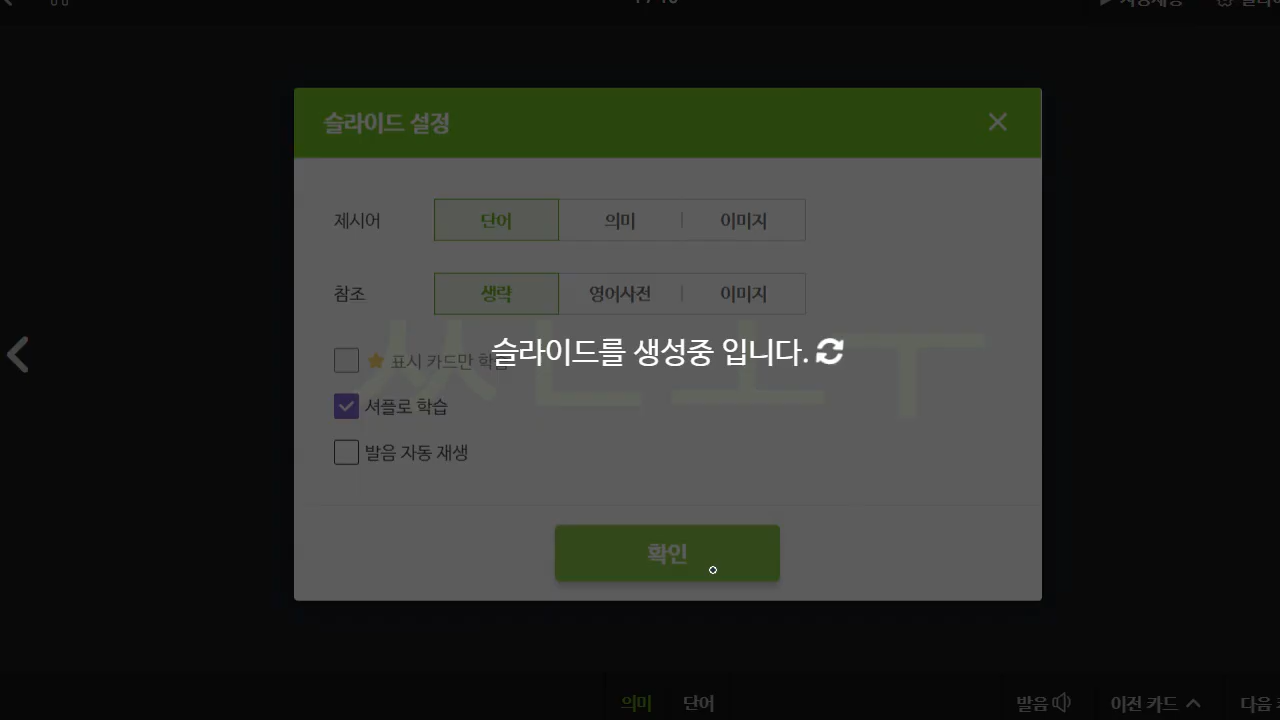 슬라이드 설정
제시어 단어 의미 이미지
참조 생략 영어사전 이미지
슬라이드를 생성중 입니다.
표시 카드만 학습
셔플로 학습
발음 자동 재생
확인
의미 단어 발음 이전 카드 다음